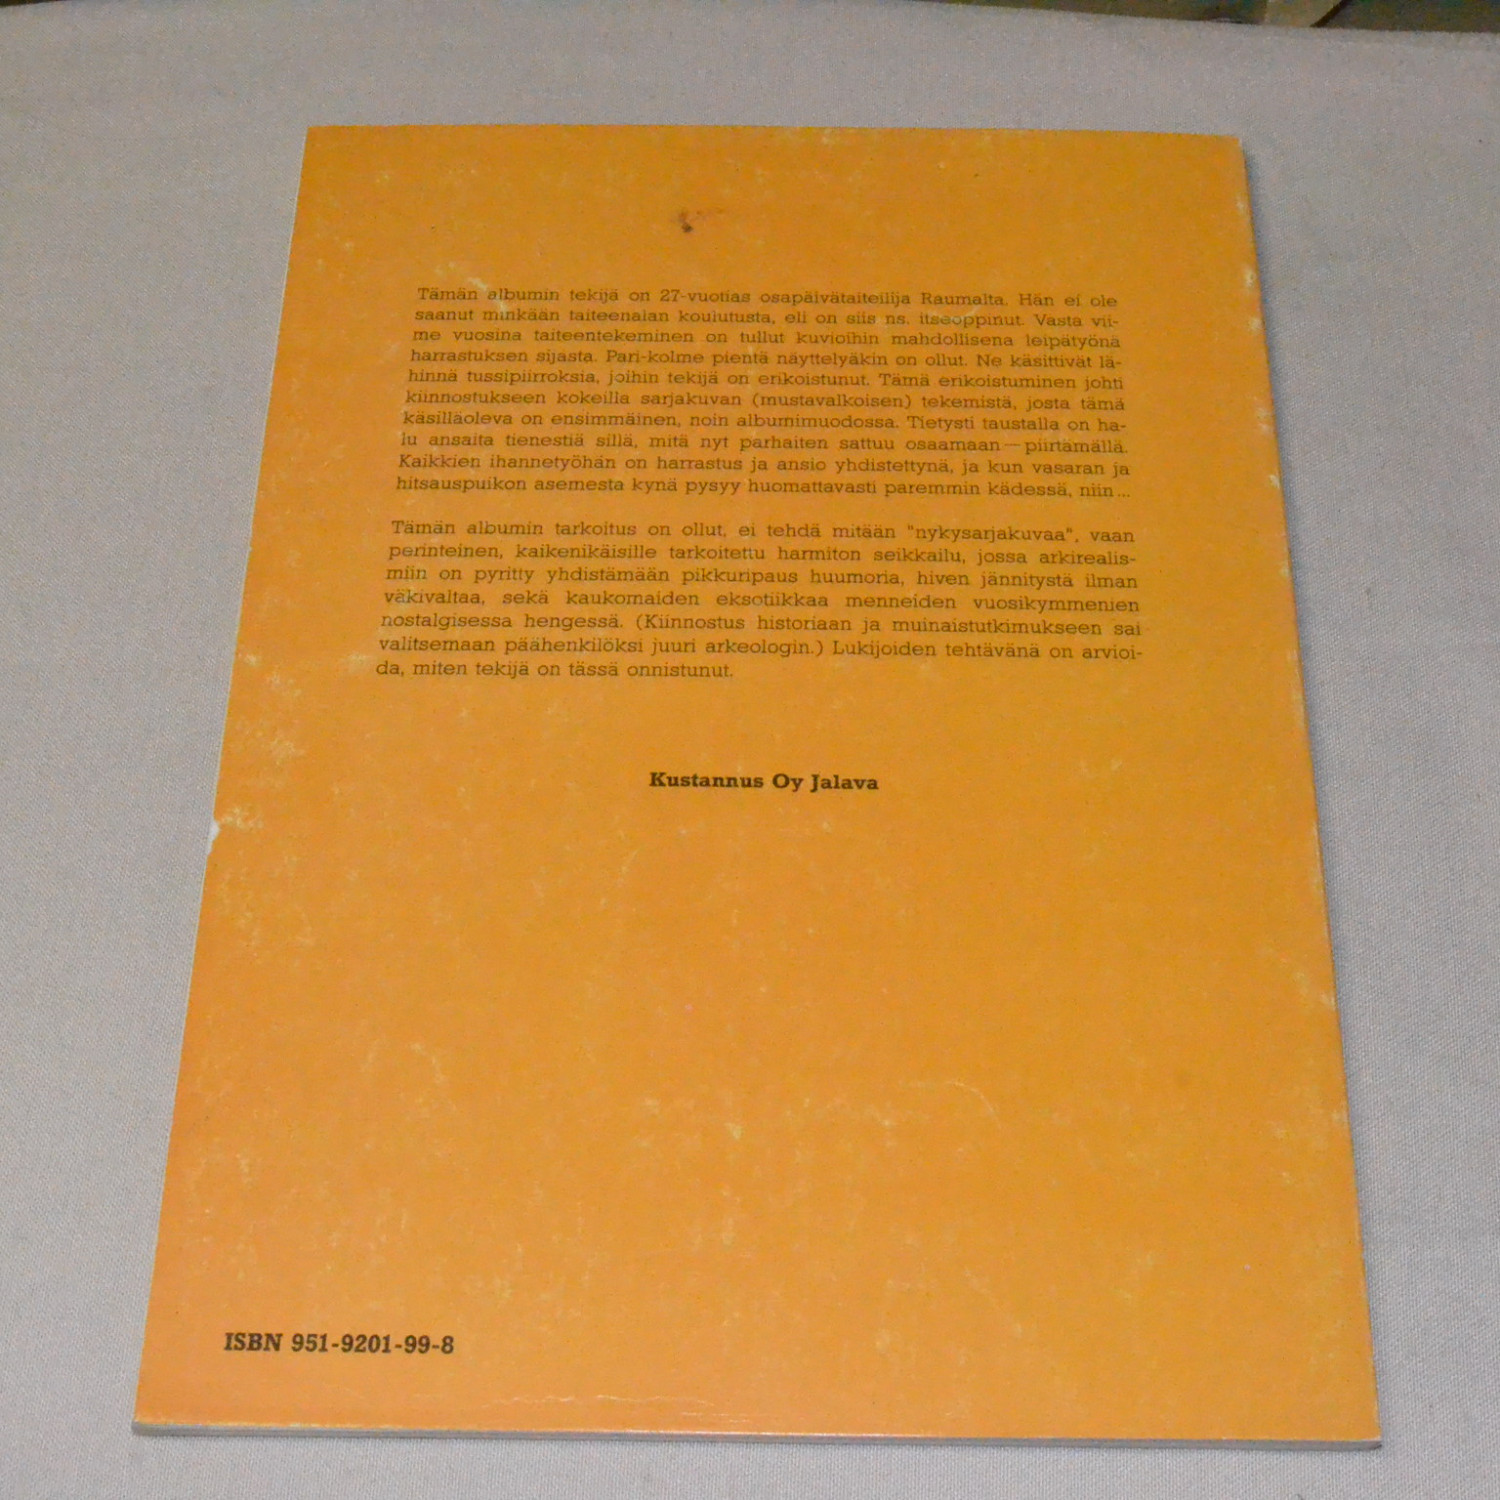 Tämän albumin tekijä on 27-vuotias osapäivätaiteilija Raumalta. Hän ei ole
saanut minkään taiteenalan koulutusta, eli on siis ns. itseoppinut. Vasta vii-
me vuosina taiteentekeminen on tullut kuvioihin mahdollisena leipätyönä
harrastuksen sijasta. Pari-kolme pientä näyttelyäkin on ollut. Ne käsittivät lä-
hinnä tussipiirroksia, joihin tekijä on erikoistunut. Tämä erikoistuminen johti
kiinnostukseen kokeilla sarjakuvan (mustavalkoisen) tekemistä, josta tämä
käsilläoleva on ensimmäinen, noin albumimuodossa. Tietysti taustalla on ha-
lu ansaita tienestiä sillä, mitä nyt parhaiten sattuu osaamaan — piirtämällä.
Kaikkien ihannetyöhän on harrastus ja ansio yhdistettynä, ja kun vasaran ja
hitsauspuikon asemesta kynä pysyy huomattavasti paremmin kädessä, niin...
Tämän albumin tarkoitus on ollut, ei tehdä mitään "nykysarjakuvaa", vaan
perinteinen, kaikenikäisille tarkoitettu harmiton seikkailu, jossa arkirealis-
miin on pyritty yhdistämään pikkuripaus huumoria, hiven jännitystä ilman
väkivaltaa, sekä kaukomaiden eksotiikkaa menneiden vuosikymmenien
nostalgisessa hengessä. (Kiinnostus historiaan ja muinaistutkimukseen sai
valitsemaan päähenkilöksi juuri arkeologin.) Lukijoiden tehtävänä on arvioi-
da, miten tekijä on tässä onnistunut.
Kustannus Oy Jalava
ISBN 951-9201-99-8